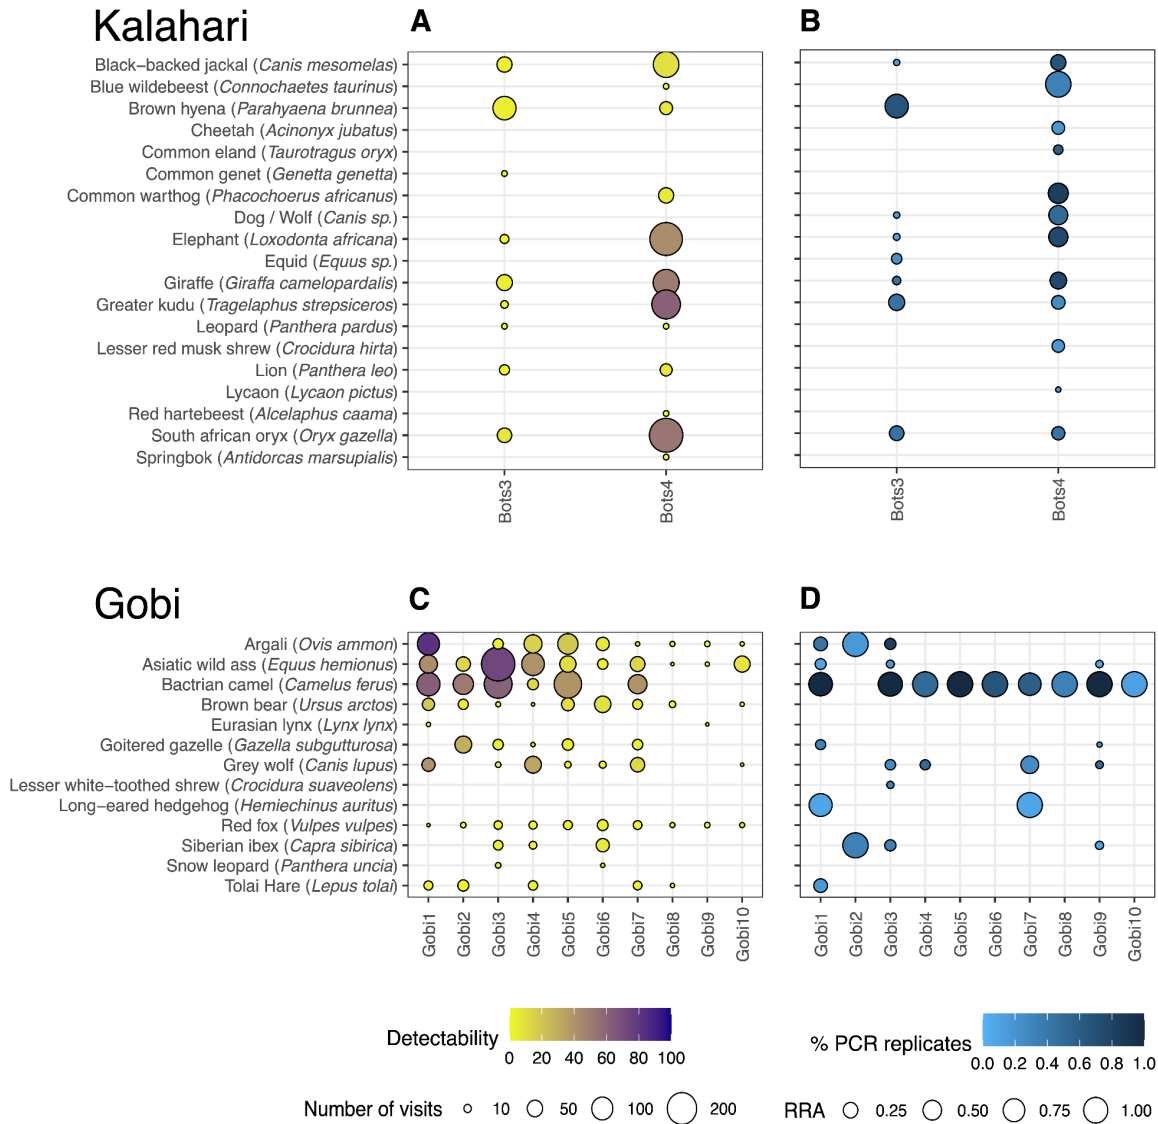 Kalahari
A
B
Black−backed jackal (Canis mesomelas)
Blue wildebeest (Connochaetes taurinus)
Brown hyena (Parahyaena brunnea)
Cheetah (Acinonyx jubatus)
Common eland (Taurotragus oryx)
Common genet (Genetta genetta)
Common warthog (Phacochoerus africanus)
Dog / Wolf (Canis sp.)
Elephant (Loxodonta africana)
Equid (Equus sp.)
Giraffe (Giraffa camelopardalis)
Greater kudu (Tragelaphus strepsiceros)
Leopard (Panthera pardus)
Lesser red musk shrew (Crocidura hirta)
Lion (Panthera leo)
Lycaon (Lycaon pictus)
Red hartebeest (Alcelaphus caama)
South african oryx (Oryx gazella)
Springbok (Antidorcas marsupialis)
Bots3
Bots4
Bots3
Bots4
Gobi
C
D
Argali (Ovis ammon)
Asiatic wild ass (Equus hemionus)
Bactrian camel (Camelus ferus)
Brown bear (Ursus arctos)
Eurasian lynx (Lynx lynx)
Goitered gazelle (Gazella subgutturosa)
Grey wolf (Canis lupus)
Lesser white−toothed shrew (Crocidura suaveolens)
Long−eared hedgehog (Hemiechinus auritus)
Red fox (Vulpes vulpes)
Siberian ibex (Capra sibirica)
Snow leopard (Panthera uncia)
Tolai Hare (Lepus tolai)
Gobi1
Gobi2
Gobi3
Gobi4
Gobi5
Gobi6
Gobi7
Gobi8
Gobi9
Gobi10
Gobi1
Gobi2
Gobi3
Gobi4
Gobi5
Gobi6
Gobi7
Gobi8
Gobi9
Gobi10
Detectability
0 20 40 60 80 100
% PCR replicates
0.0 0.2 0.4 0.6 0.8 1.0
Number of visits 10 50 100 200
RRA 0.25 0.50 0.75 1.00